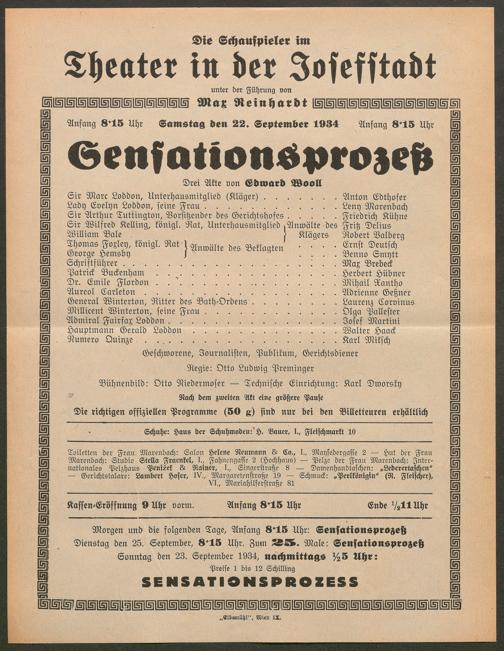 Die Schauspieler im
Theater in der Josefstadt
unter der Führung von
Max Reinhardt
Anfang 8·15 Uhr Samstag den 22. September 1934 Anfang 8·15 Uhr
Sensationsprozeß
Drei Akte von Edward Wooll
Sir Marc Loddon, Unterhausmitglied (Kläger) . . . . . . . Anton Edthofer
Lady Evelyn Loddon, seine Frau . . . . . . . Leny Marenbach
Sir Arthur Tuttington, Vorsitzender des Gerichtshofes . . . . . Friedrich Kühne
Sir Wilfred Kelling, königl. Rat, Unterhausmitglied } Anwälte des Fritz Delius
William Bale } Klägers Robert Valberg
Thomas Foxley, königl. Rat } Anwälte des Beklagten . . . Ernst Deutsch
George Hemsby } . . . Benno Smytt
Schriftführer . . . . . . . Max Brebeck
Patrick Buckenham . . . . . . . Herbert Hübner
Dr. Emile Flordon . . . . . . . Mihail Xantho
Aureol Carleton . . . . . . . Adrienne Geßner
General Winterton, Ritter des Bath-Ordens . . . . . . . Laurenz Corvinus
Millicent Winterton, seine Frau . . . . . . . Olga Pallester
Admiral Fairfax Loddon . . . . . . . Josef Martini
Hauptmann Gerald Loddon . . . . . . . Walter Haack
Numero Quinze . . . . . . . Karl Mitsch
Geschworene, Journalisten, Publikum, Gerichtsdiener
Regie: Otto Ludwig Preminger
Bühnenbild: Otto Niedermoser — Technische Einrichtung: Karl Dworsky
Nach dem zweiten Akt eine größere Pause
Die richtigen offiziellen Programme (50 g) sind nur bei den Billetteuren erhältlich
Schuhe: Haus der Schuhmoden: H. Bauer, I., Fleischmarkt 10
Toiletten der Frau Marenbach: Salon Helene Neumann & Co., I., Maysedergasse 2 — Hut der Frau
Marenbach: Studio Stella Fraenkel, I., Fahnengasse 2 (Hochhaus) — Pelze der Frau Marenbach: Inter-
nationales Pelzhaus Penizek & Rainer, I., Singerstraße 8 — Damenhandtaschen: „Lederertaschen"
— Gerichtstalare: Lambert Hofer, IV., Margaretenstraße 19 — Schmuck: „Perlkönigin" (R. Fleischer),
VI., Mariahilferstraße 81
Kassen-Eröffnung 9 Uhr vorm. Anfang 8·15 Uhr Ende ½11 Uhr
Morgen und die folgenden Tage, Anfang 8·15 Uhr: Sensationsprozeß
Dienstag den 25. September, 8·15 Uhr. Zum 25. Male: Sensationsprozeß
Sonntag den 23. September 1934, nachmittags ½5 Uhr:
Preise 1 bis 12 Schilling
SENSATIONSPROZESS
„Elbemühl", Wien IX.